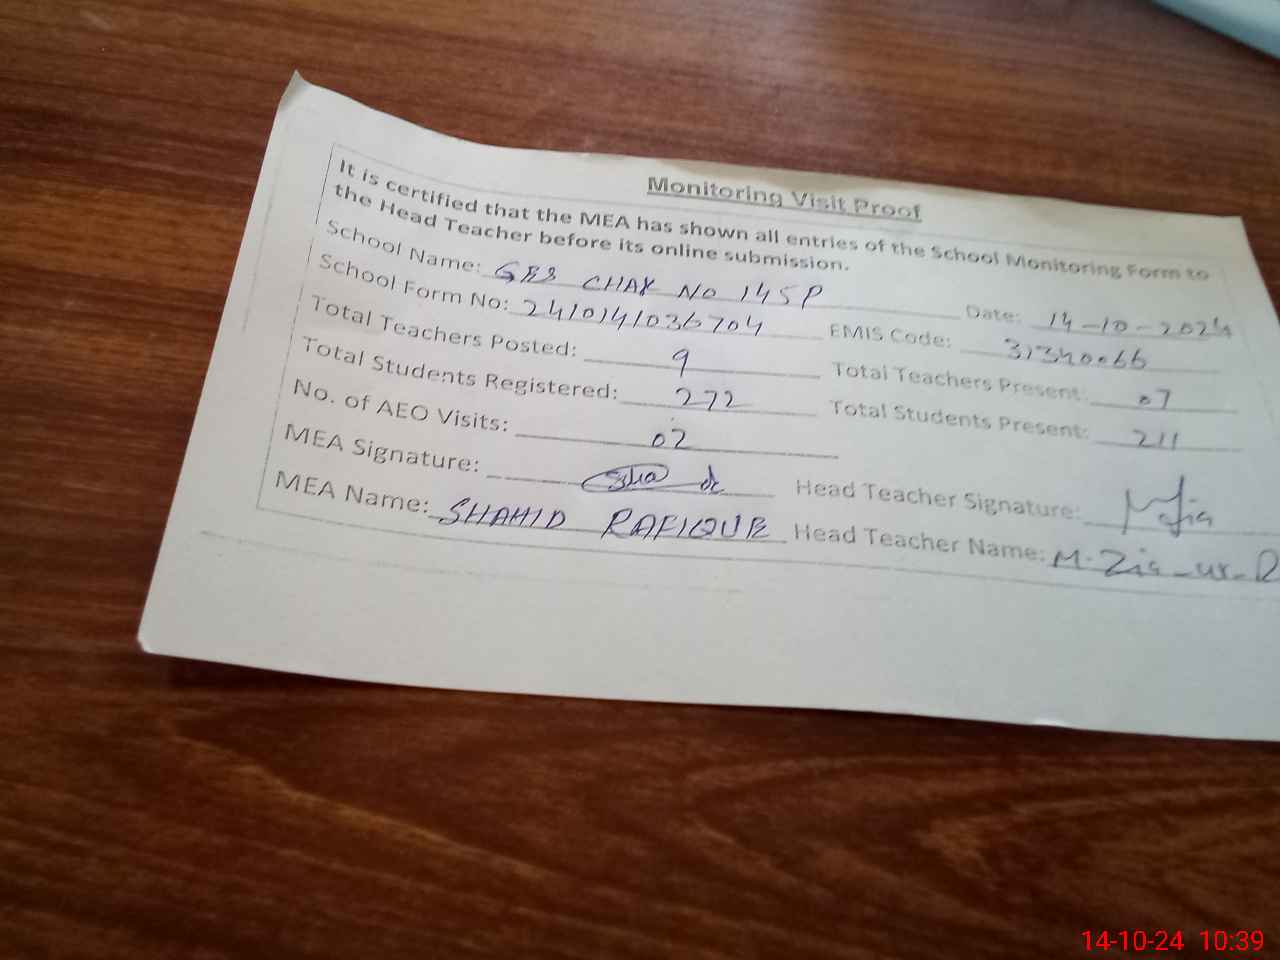 Monitoring Visit Proof
It is certified that the MEA has shown all entries of the School Monitoring Form to
the Head Teacher before its online submission.
School Name: GES CHAK NO 145P Date: 14-10-2024
School Form No: 2410141036704 EMIS Code: 31340066
Total Teachers Posted: 9 Total Teachers Present: 07
Total Students Registered: 272 Total Students Present: 211
No. of AEO Visits: 02
MEA Signature: Head Teacher Signature:
MEA Name: SHAHID RAFIQUE Head Teacher Name: M. Zia-ur-R
14-10-24 10:39